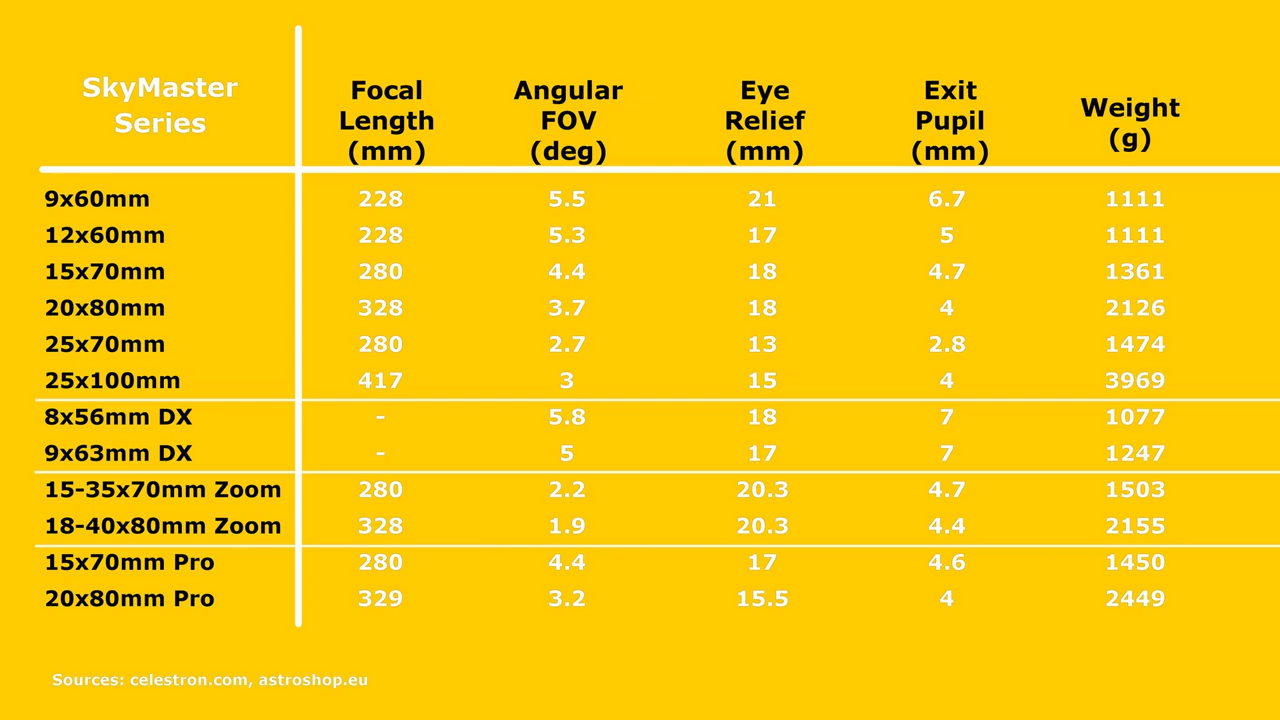 SkyMaster
Series
Focal
Length
(mm)
Angular
FOV
(deg)
Eye
Relief
(mm)
Exit
Pupil
(mm)
Weight
(g)
9x60mm 228 5.5 21 6.7 1111
12x60mm 228 5.3 17 5 1111
15x70mm 280 4.4 18 4.7 1361
20x80mm 328 3.7 18 4 2126
25x70mm 280 2.7 13 2.8 1474
25x100mm 417 3 15 4 3969
8x56mm DX - 5.8 18 7 1077
9x63mm DX - 5 17 7 1247
15-35x70mm Zoom 280 2.2 20.3 4.7 1503
18-40x80mm Zoom 328 1.9 20.3 4.4 2155
15x70mm Pro 280 4.4 17 4.6 1450
20x80mm Pro 329 3.2 15.5 4 2449
Sources: celestron.com, astroshop.eu